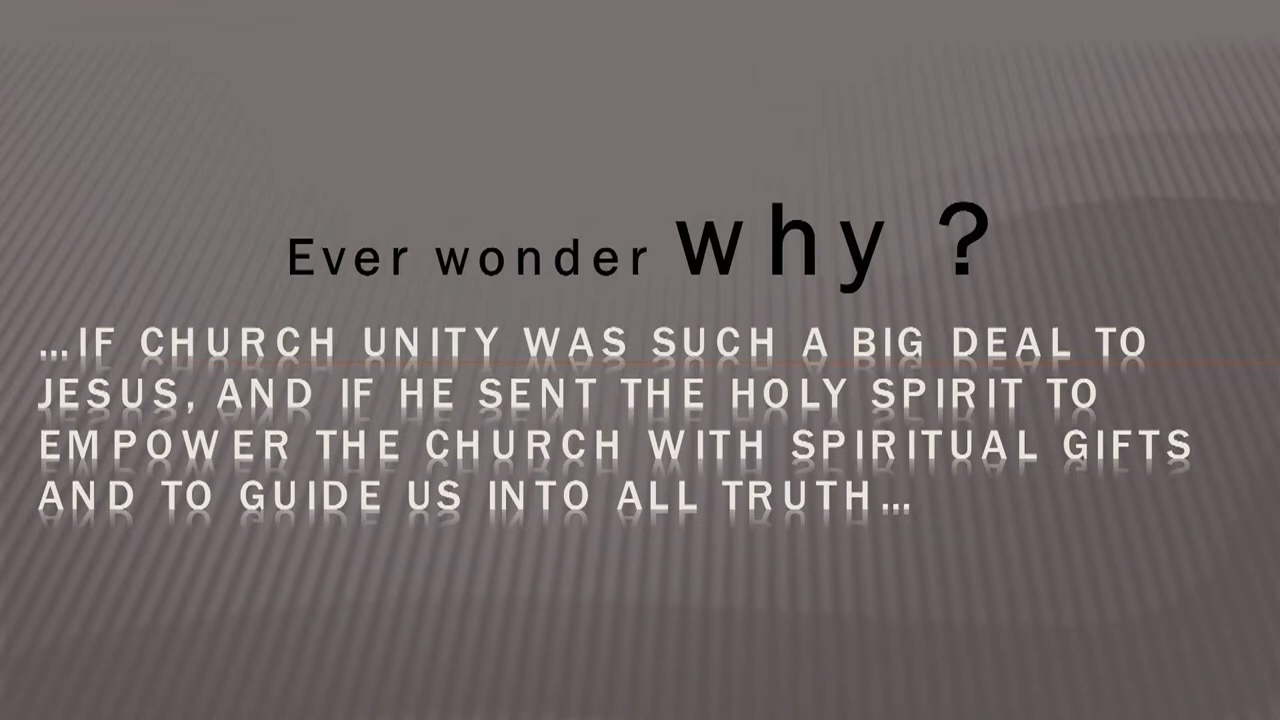 Ever wonder why ?
...IF CHURCH UNITY WAS SUCH A BIG DEAL TO
JESUS, AND IF HE SENT THE HOLY SPIRIT TO
EMPOWER THE CHURCH WITH SPIRITUAL GIFTS
AND TO GUIDE US INTO ALL TRUTH...